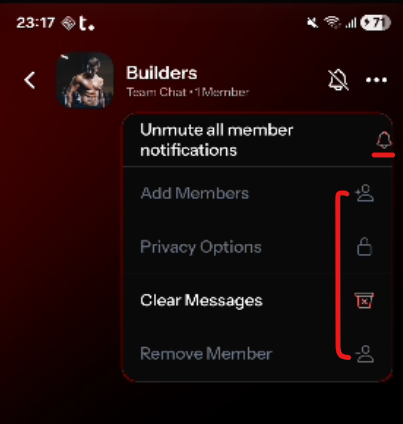 23:17 t. 71
Builders
Team Chat • 1 Member
Unmute all member
notifications
Add Members
Privacy Options
Clear Messages
Remove Member